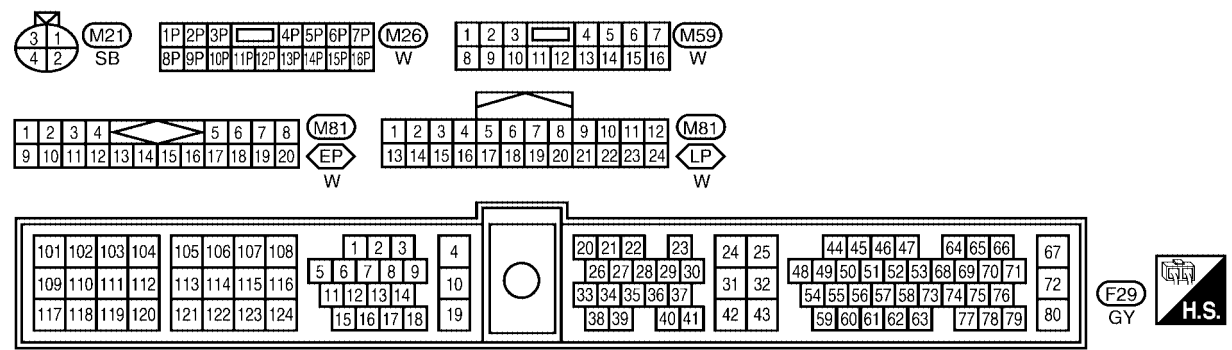 3 1 M21
4 2 SB
1P 2P 3P 4P 5P 6P 7P M26
8P 9P 10P 11P 12P 13P 14P 15P 16P W
1 2 3 4 5 6 7 M59
8 9 10 11 12 13 14 15 16 W
1 2 3 4 5 6 7 8 M81
9 10 11 12 13 14 15 16 17 18 19 20 EP
W
1 2 3 4 5 6 7 8 9 10 11 12 M81
13 14 15 16 17 18 19 20 21 22 23 24 LP
W
101 102 103 104 105 106 107 108 1 2 3 4
5 6 7 8 9
109 110 111 112 113 114 115 116 10
11 12 13 14
117 118 119 120 121 122 123 124 15 16 17 18 19
20 21 22 23 24 25
26 27 28 29 30
33 34 35 36 37 31 32
38 39 40 41 42 43
44 45 46 47 64 65 66 67
48 49 50 51 52 53 68 69 70 71
54 55 56 57 58 73 74 75 76 72
59 60 61 62 63 77 78 79 80
F29
GY
H.S.